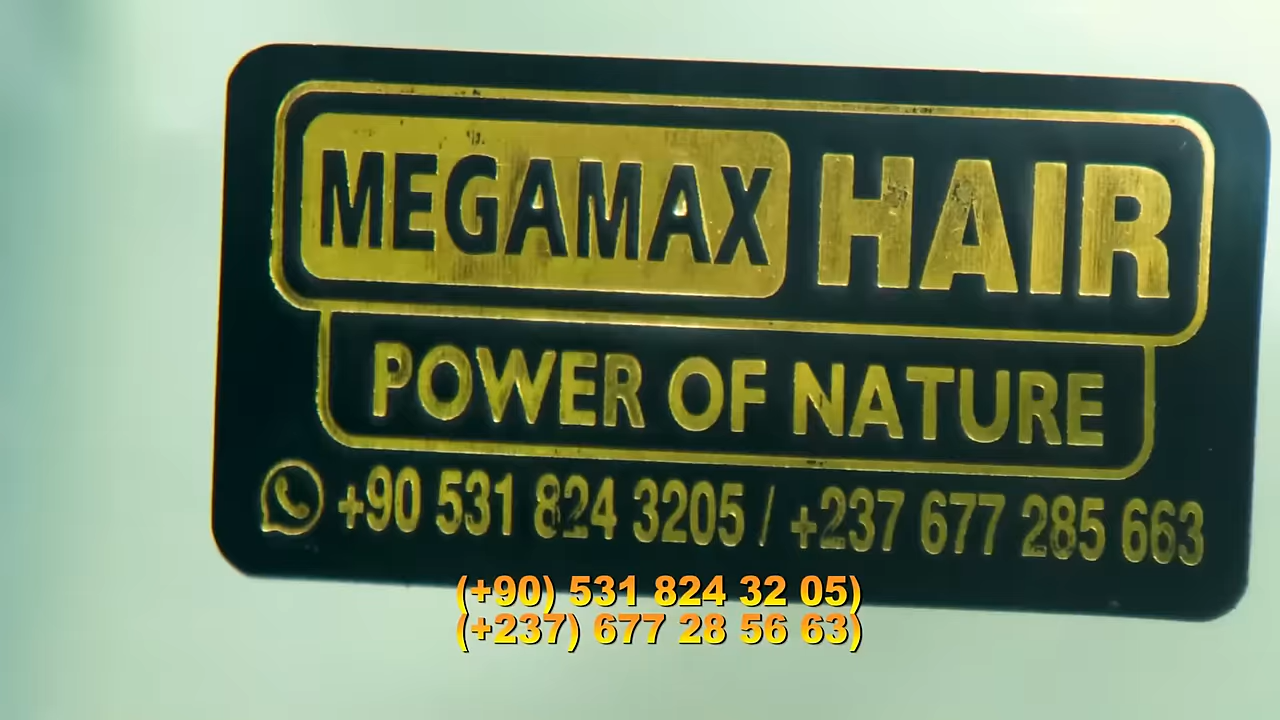 MEGAMAX HAIR
POWER OF NATURE
+90 531 824 3205 / +237 677 285 663
(+90) 531 824 32 05)
(+237) 677 28 56 63)